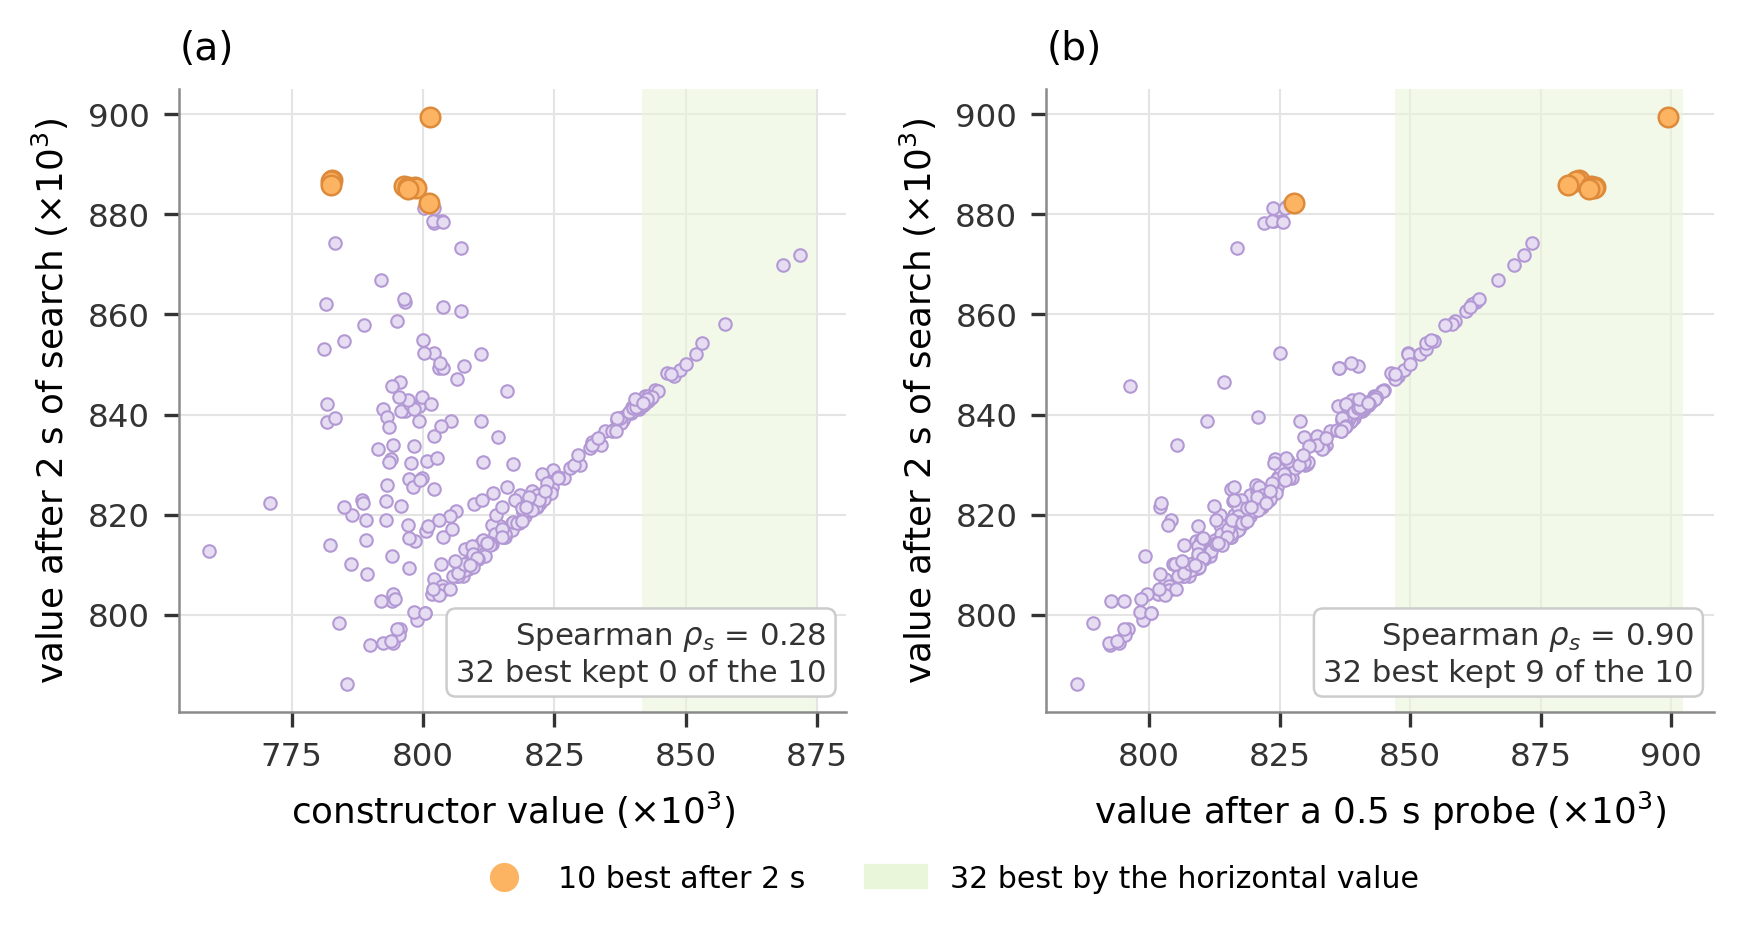 (a)
(b)
value after 2 s of search (×10³)
900
880
860
840
820
800
775
800
825
850
875
constructor value (×10³)
Spearman ρₛ = 0.28
32 best kept 0 of the 10
value after 2 s of search (×10³)
900
880
860
840
820
800
800
825
850
875
900
value after a 0.5 s probe (×10³)
Spearman ρₛ = 0.90
32 best kept 9 of the 10
10 best after 2 s
32 best by the horizontal value